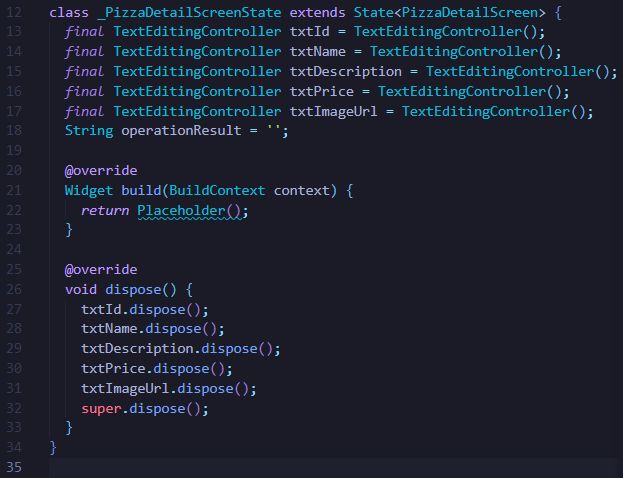 12 class _PizzaDetailScreenState extends State<PizzaDetailScreen> {
13 final TextEditingController txtId = TextEditingController();
14 final TextEditingController txtName = TextEditingController();
15 final TextEditingController txtDescription = TextEditingController();
16 final TextEditingController txtPrice = TextEditingController();
17 final TextEditingController txtImageUrl = TextEditingController();
18 String operationResult = '';
19
20 @override
21 Widget build(BuildContext context) {
22 return Placeholder();
23 }
24
25 @override
26 void dispose() {
27 txtId.dispose();
28 txtName.dispose();
29 txtDescription.dispose();
30 txtPrice.dispose();
31 txtImageUrl.dispose();
32 super.dispose();
33 }
34 }
35